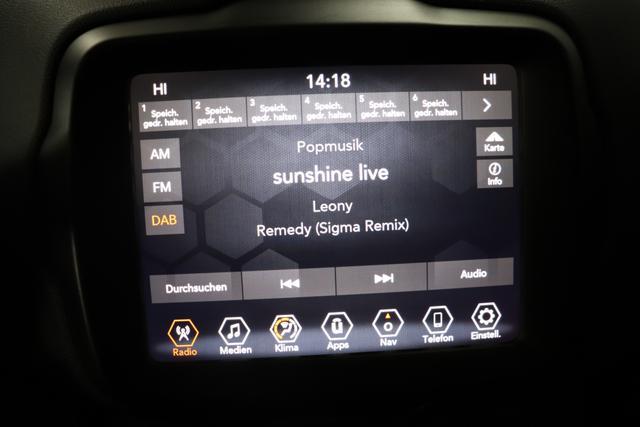 HI 14:18 HI
1 Speich. gedr. halten 2 Speich. gedr. halten 3 Speich. gedr. halten 4 Speich. gedr. halten 5 Speich. gedr. halten 6 Speich. gedr. halten
AM
FM
DAB
Popmusik
sunshine live
Leony
Remedy (Sigma Remix)
Karte
Info
Durchsuchen Audio
Radio Medien Klima Apps Nav Telefon Einstell.